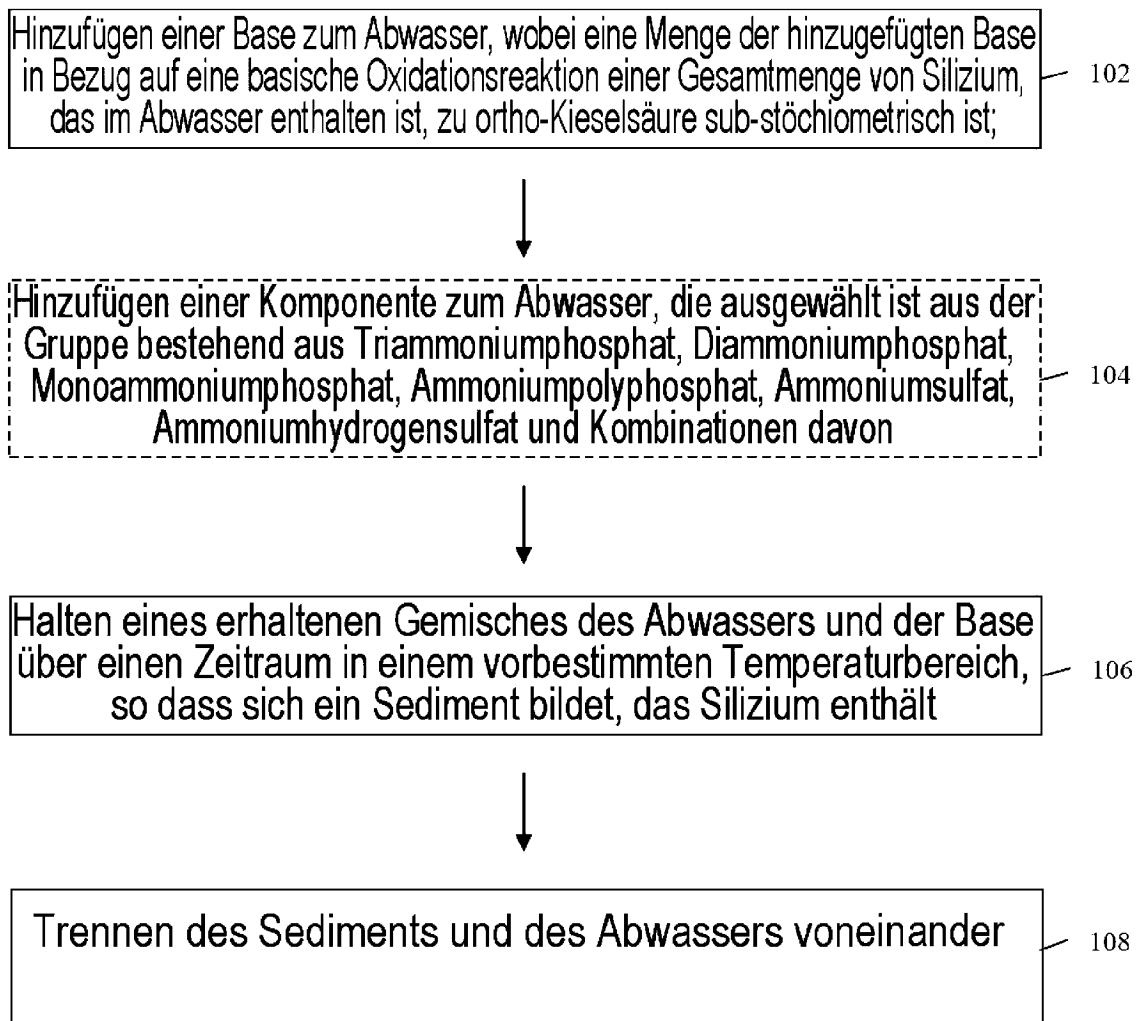 Hinzufügen einer Base zum Abwasser, wobei eine Menge der hinzugefügten Base
in Bezug auf eine basische Oxidationsreaktion einer Gesamtmenge von Silizium,
das im Abwasser enthalten ist, zu ortho-Kieselsäure sub-stöchiometrisch ist;
102
Hinzufügen einer Komponente zum Abwasser, die ausgewählt ist aus der
Gruppe bestehend aus Triammoniumphosphat, Diammoniumphosphat,
Monoammoniumphosphat, Ammoniumpolyphosphat, Ammoniumsulfat,
Ammoniumhydrogensulfat und Kombinationen davon
104
Halten eines erhaltenen Gemisches des Abwassers und der Base
über einen Zeitraum in einem vorbestimmten Temperaturbereich,
so dass sich ein Sediment bildet, das Silizium enthält
106
Trennen des Sediments und des Abwassers voneinander
108